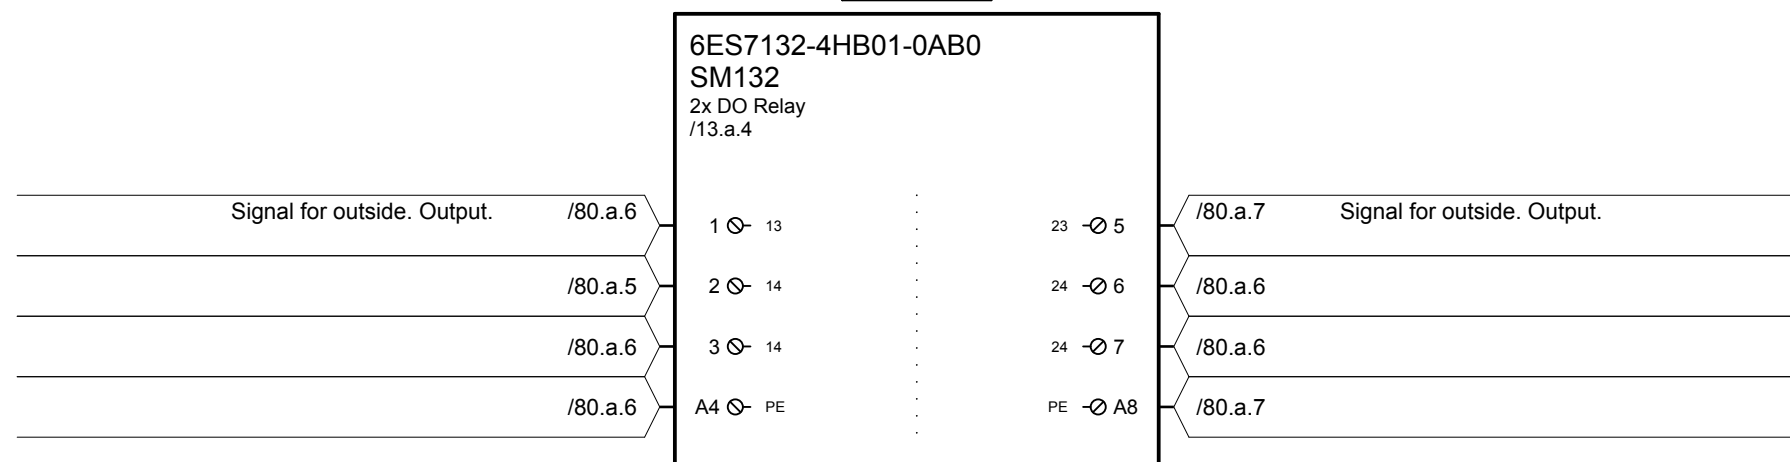 6ES7132-4HB01-0AB0
SM132
2x DO Relay
/13.a.4
Signal for outside. Output. /80.a.6 1 13 23 5 /80.a.7 Signal for outside. Output.
/80.a.5 2 14 24 6 /80.a.6
/80.a.6 3 14 24 7 /80.a.6
/80.a.6 A4 PE PE A8 /80.a.7